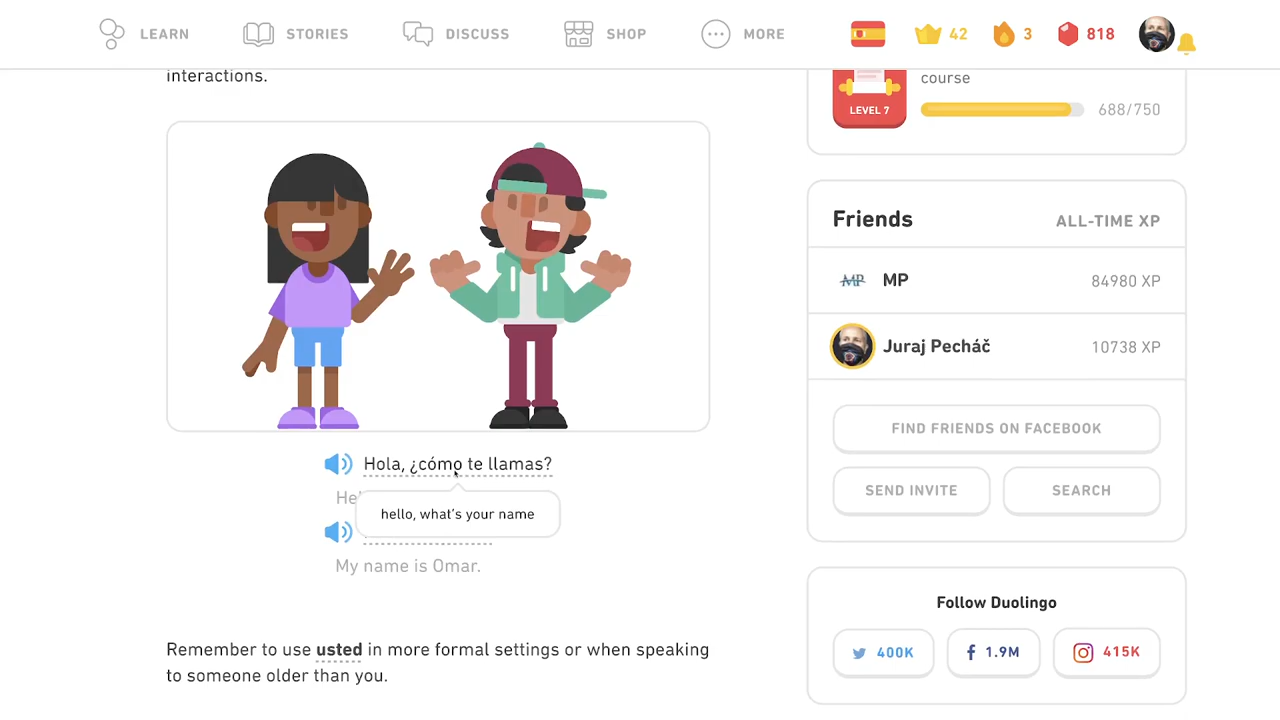 LEARN
STORIES
DISCUSS
SHOP
MORE
42
3
818
interactions.
Hola, ¿cómo te llamas?
hello, what's your name
My name is Omar.
Remember to use usted in more formal settings or when speaking
to someone older than you.
course
LEVEL 7
688/750
Friends
ALL-TIME XP
MP
MP
84980 XP
Juraj Pecháč
10738 XP
FIND FRIENDS ON FACEBOOK
SEND INVITE
SEARCH
Follow Duolingo
400K
1.9M
415K